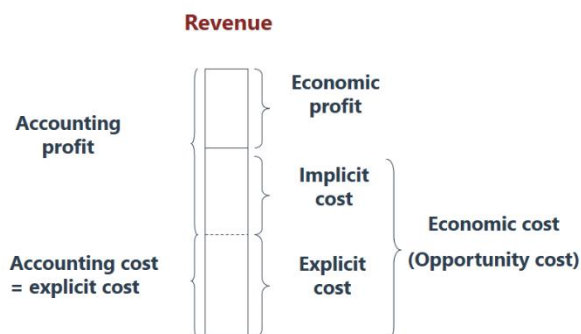 Revenue
Accounting
profit
Economic
profit
Implicit
cost
Economic cost
(Opportunity cost)
Accounting cost
= explicit cost
Explicit
cost